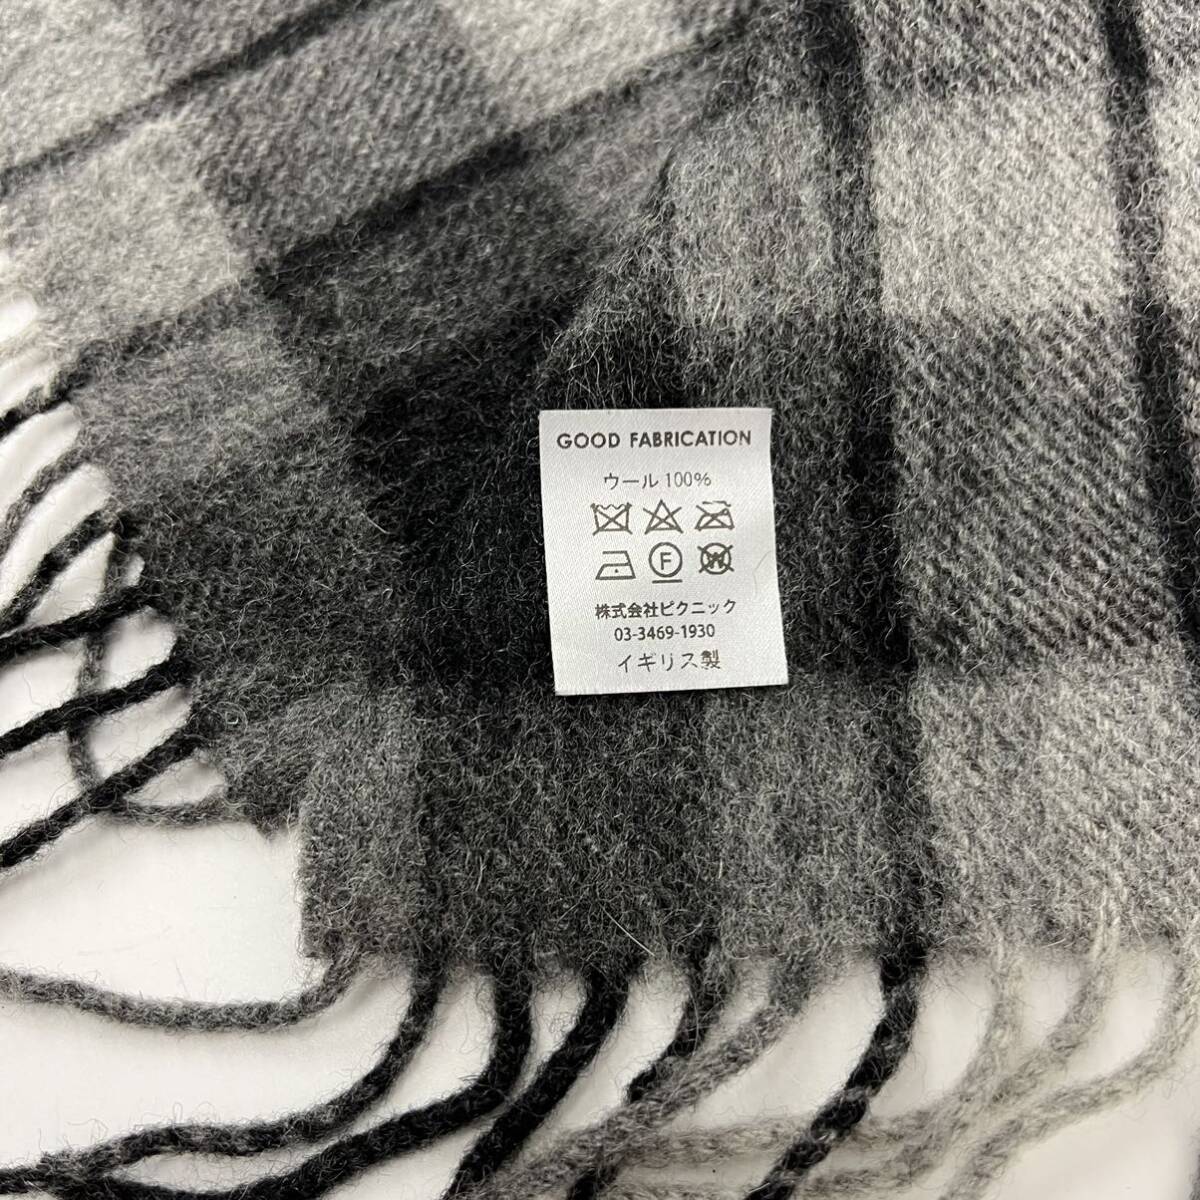 GOOD FABRICATION
ウール 100%
F
W
株式会社ピクニック
03-3469-1930
イギリス製